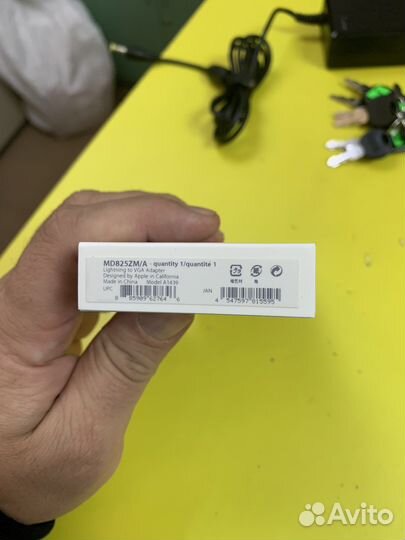 MD825ZM/A - quantity 1/quantité 1
Lightning to VGA Adapter
Designed by Apple in California
Made in China Model A1439
UPC
8 85909 62764 6
JAN
4 547597 815595
Avito